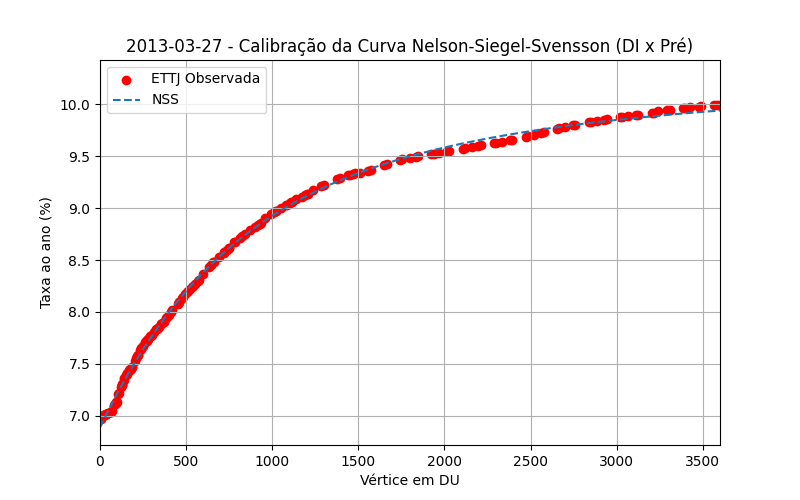 2013-03-27 - Calibração da Curva Nelson-Siegel-Svensson (DI x Pré)
ETTJ Observada
NSS
Taxa ao ano (%)
10.0
9.5
9.0
8.5
8.0
7.5
7.0
0 500 1000 1500 2000 2500 3000 3500
Vértice em DU